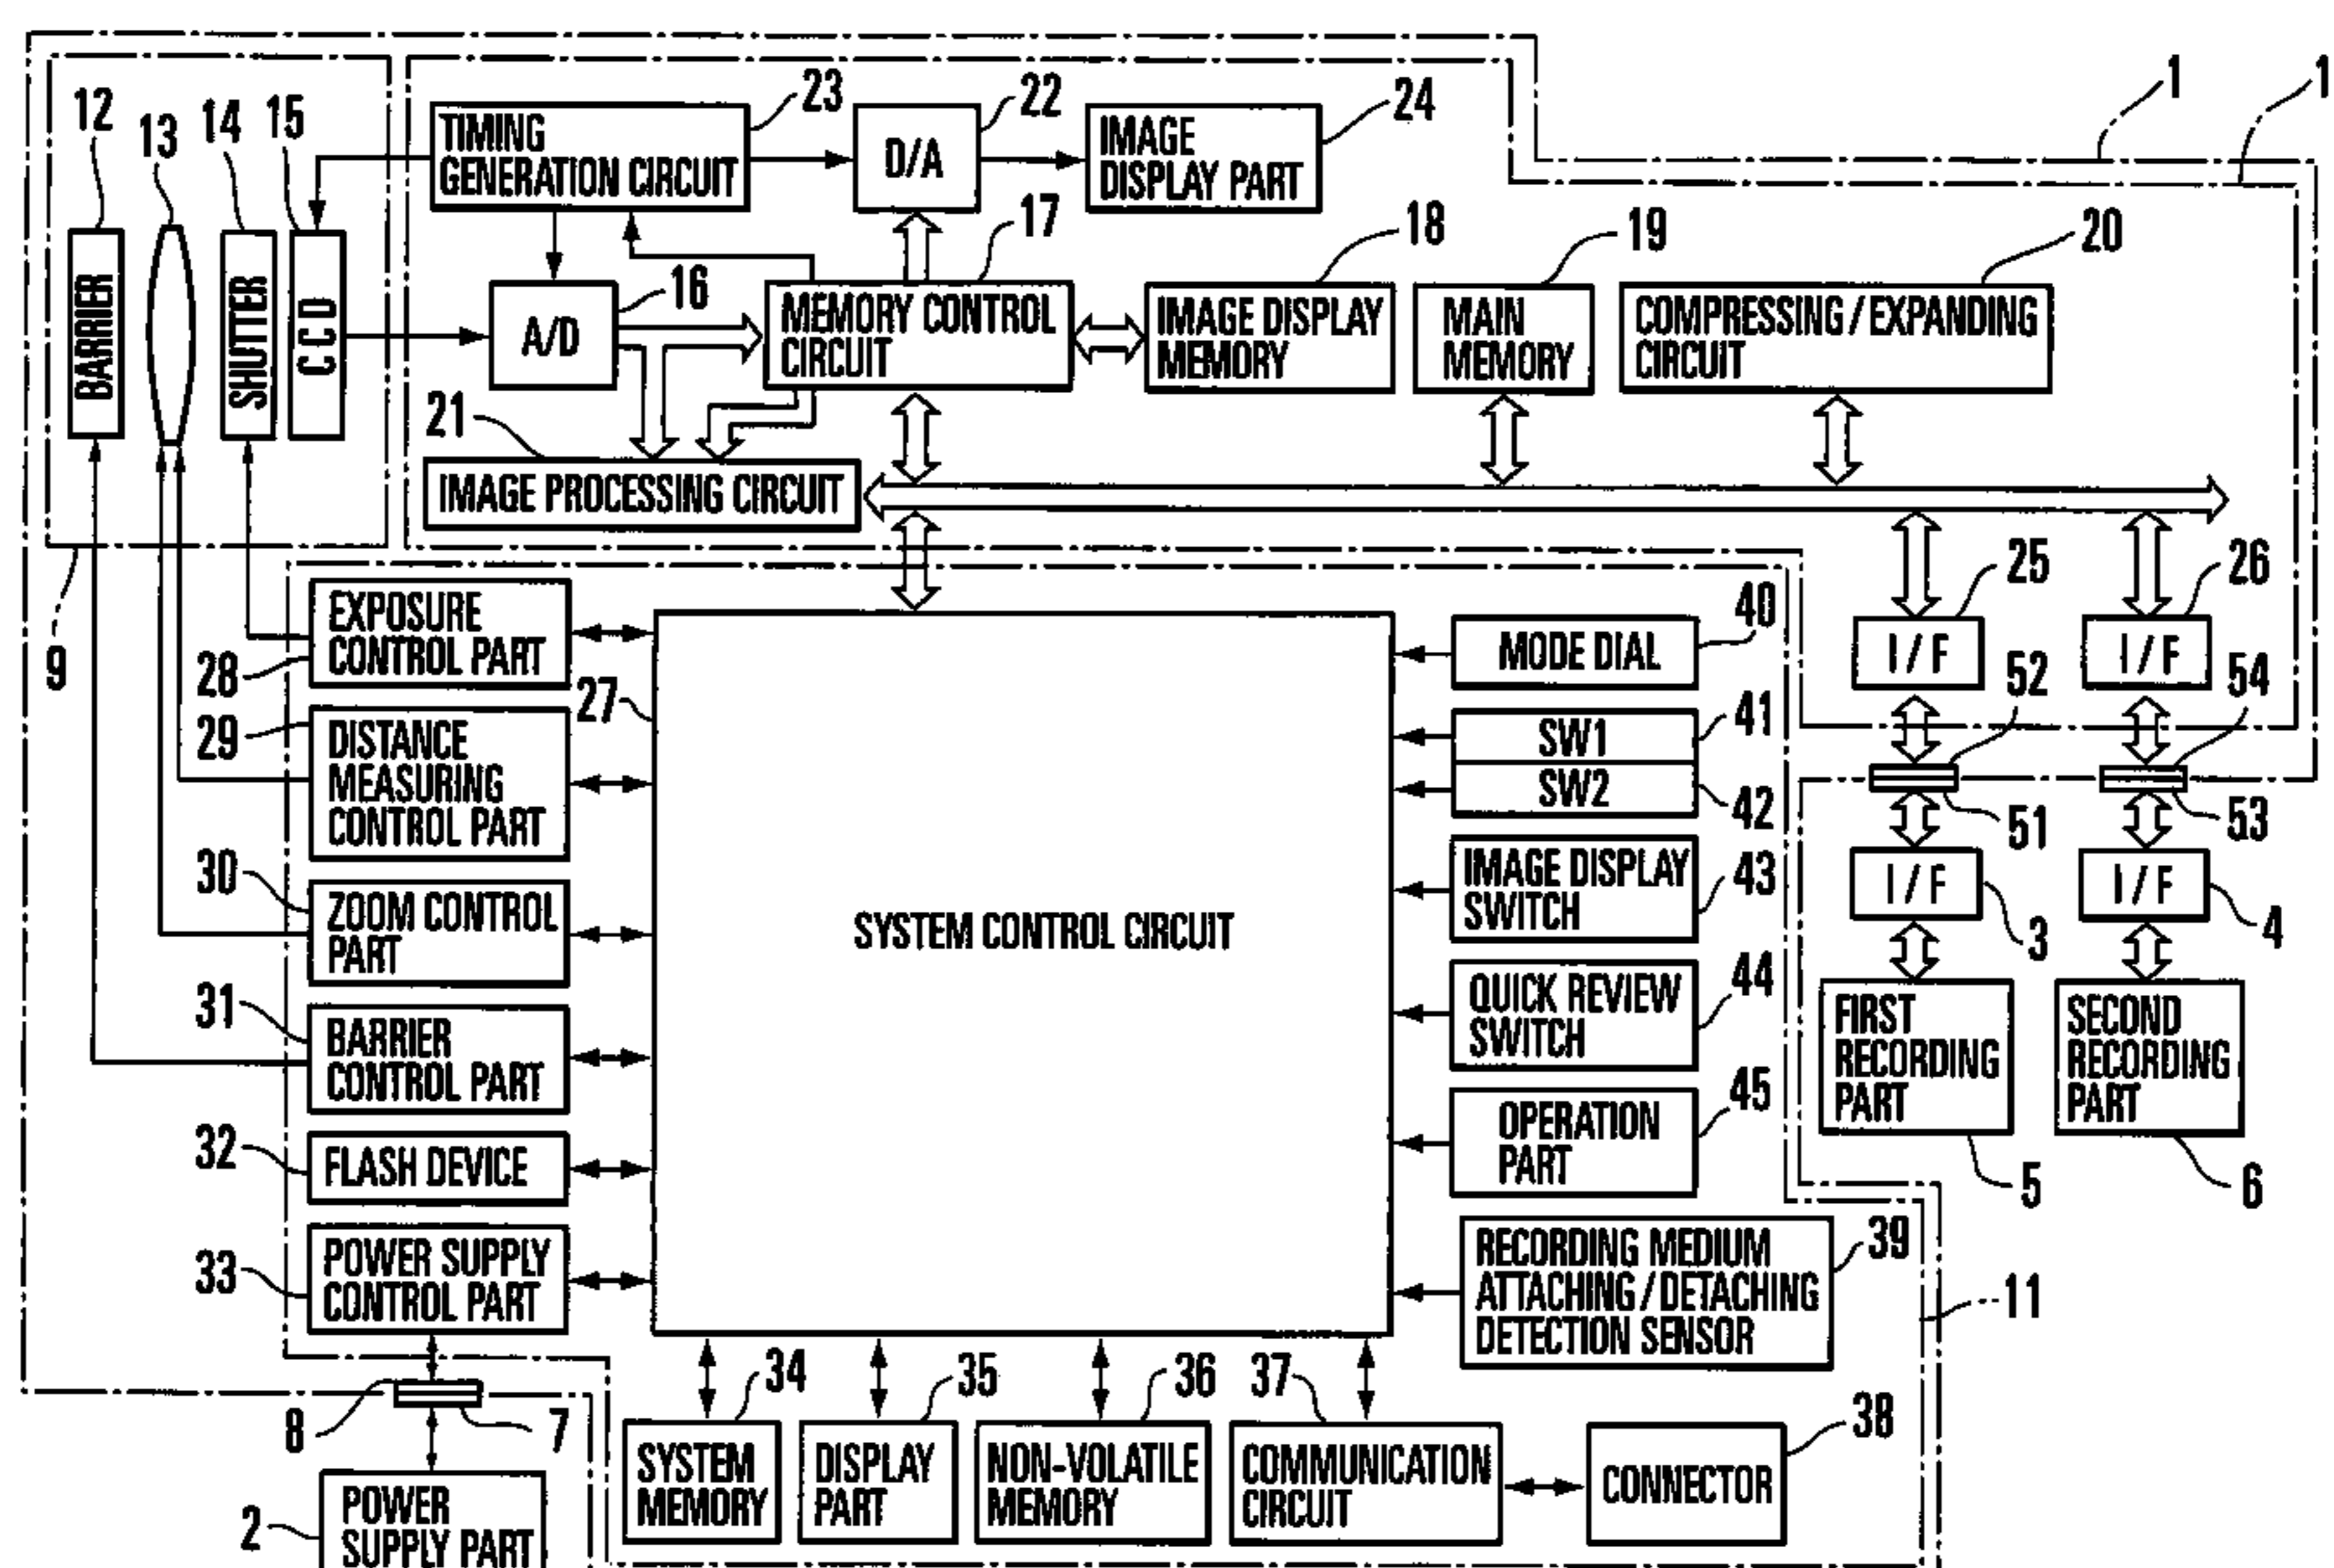 1
1
12
13
14
15
23
22
24
TIMING
GENERATION CIRCUIT
D/A
IMAGE
DISPLAY PART
17
18
19
20
16
BARRIER
SHUTTER
CCD
A/D
MEMORY CONTROL
CIRCUIT
IMAGE DISPLAY
MEMORY
MAIN
MEMORY
COMPRESSING/EXPANDING
CIRCUIT
21
IMAGE PROCESSING CIRCUIT
9
25
26
I/F
I/F
52
54
51
53
I/F
I/F
3
4
FIRST
RECORDING
PART
SECOND
RECORDING
PART
5
6
EXPOSURE
CONTROL PART
28
27
29
DISTANCE
MEASURING
CONTROL PART
30
ZOOM CONTROL
PART
31
BARRIER
CONTROL PART
32
FLASH DEVICE
33
POWER SUPPLY
CONTROL PART
SYSTEM CONTROL CIRCUIT
40
MODE DIAL
41
SW1
SW2
42
IMAGE DISPLAY
SWITCH
43
44
QUICK REVIEW
SWITCH
45
OPERATION
PART
39
RECORDING MEDIUM
ATTACHING/DETACHING
DETECTION SENSOR
11
8
7
2
POWER
SUPPLY PART
34
35
36
37
38
SYSTEM
MEMORY
DISPLAY
PART
NON-VOLATILE
MEMORY
COMMUNICATION
CIRCUIT
CONNECTOR